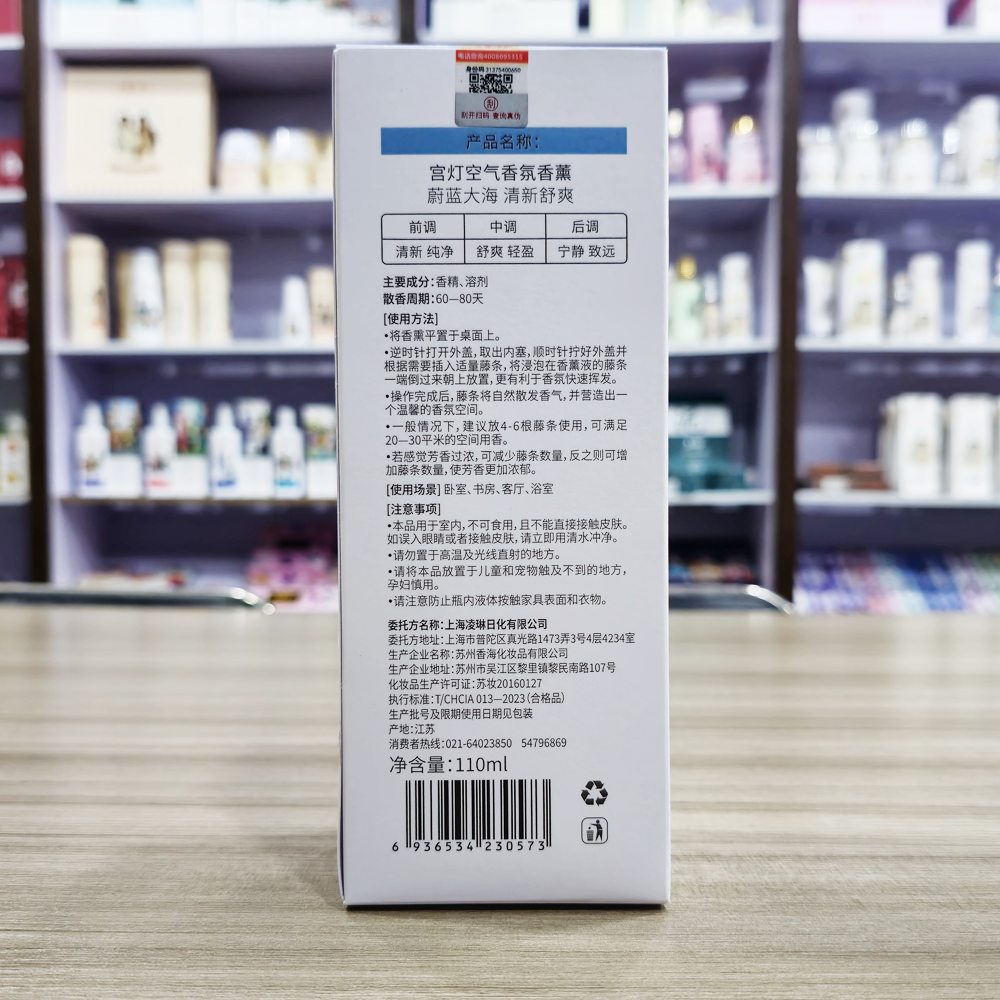 电话咨询4008095315
身份码 31375400650
刮
刮开扫码 查询真伪
产品名称：
宫灯空气香氛香薰
蔚蓝大海 清新舒爽
前调 中调 后调
清新 纯净 舒爽 轻盈 宁静 致远
主要成分：香精、溶剂
散香周期：60—80天
[使用方法]
•将香熏平置于桌面上。
•逆时针打开外盖，取出内塞，顺时针拧好外盖并
根据需要插入适量藤条，将浸泡在香薰液的藤条
一端倒过来朝上放置，更有利于香氛快速挥发。
•操作完成后，藤条将自然散发香气，并营造出一
个温馨的香氛空间。
•一般情况下，建议放4-6根藤条使用，可满足
20—30平米的空间用香。
•若感觉芳香过浓，可减少藤条数量，反之则可增
加藤条数量，使芳香更加浓郁。
[使用场景] 卧室、书房、客厅、浴室
[注意事项]
•本品用于室内，不可食用，且不能直接接触皮肤。
如误入眼睛或者接触皮肤，请立即用清水冲净。
•请勿置于高温及光线直射的地方。
•请将本品放置于儿童和宠物触及不到的地方，
孕妇慎用。
•请注意防止瓶内液体按触家具表面和衣物。
委托方名称：上海凌琳日化有限公司
委托方地址：上海市普陀区真光路1473弄3号4层4234室
生产企业名称：苏州香海化妆品有限公司
生产企业地址：苏州市吴江区黎里镇黎民南路107号
化妆品生产许可证：苏妆20160127
执行标准：T/CHCIA 013—2023（合格品）
生产批号及限期使用日期见包装
产地：江苏
消费者热线：021-64023850 54796869
净含量：110ml
6 936534 230573